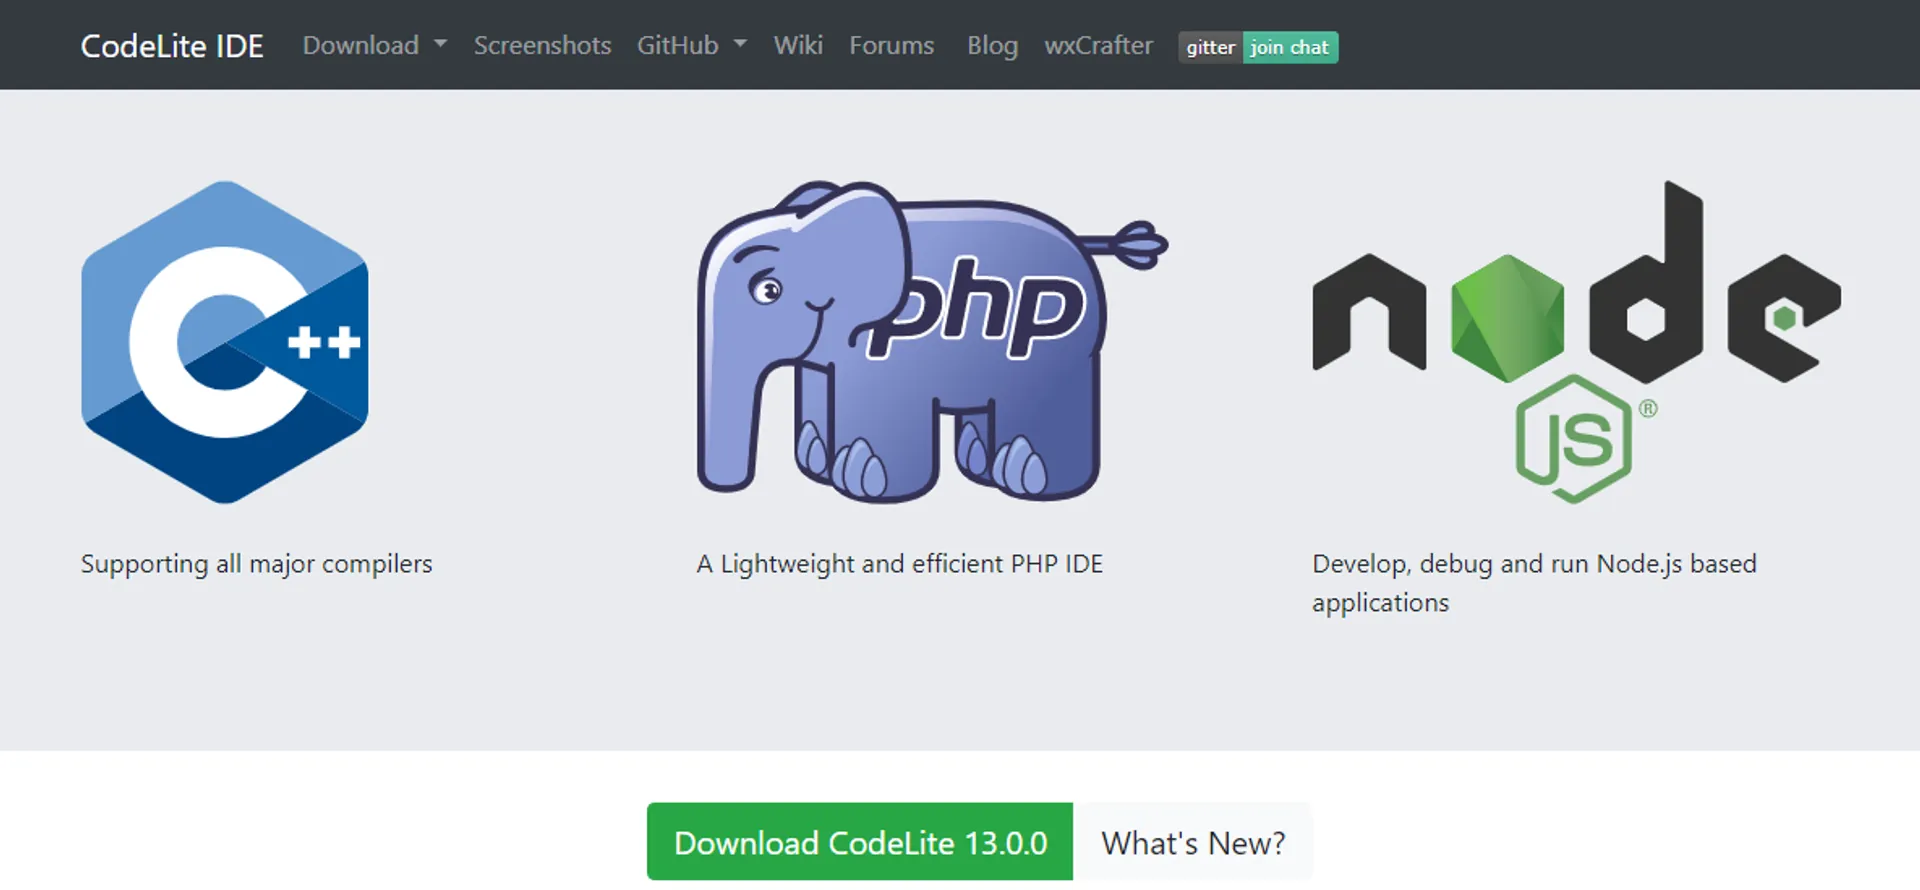 CodeLite IDE Download Screenshots GitHub Wiki Forums Blog wxCrafter gitter join chat
C++
php
node
JS®
Supporting all major compilers
A Lightweight and efficient PHP IDE
Develop, debug and run Node.js based
applications
Download CodeLite 13.0.0 What's New?